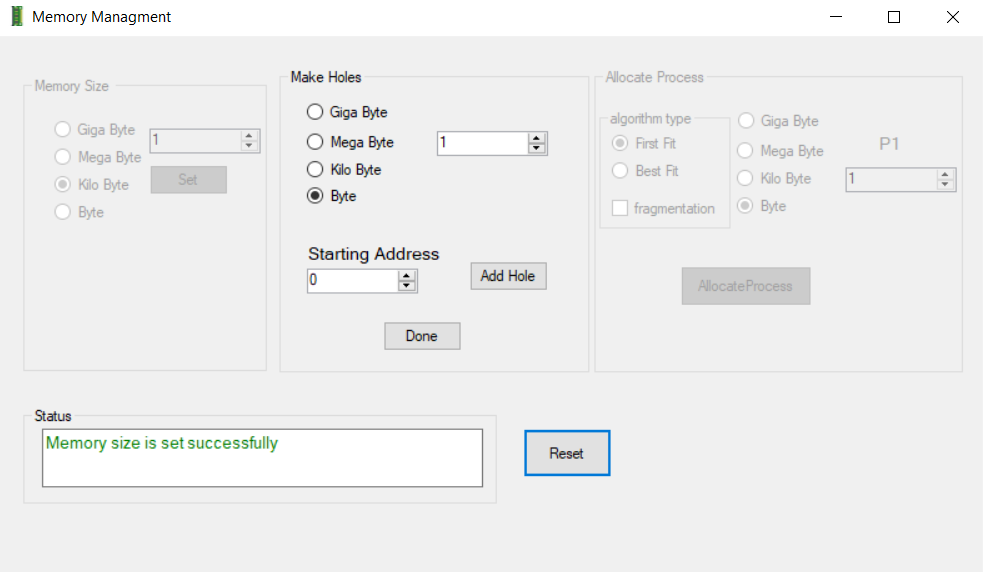 Memory Managment
Memory Size
Giga Byte
Mega Byte
Kilo Byte
Byte
1
Set
Make Holes
Giga Byte
Mega Byte
Kilo Byte
Byte
1
Starting Address
0
Add Hole
Done
Allocate Process
algorithm type
First Fit
Best Fit
fragmentation
Giga Byte
Mega Byte
Kilo Byte
Byte
P1
1
AllocateProcess
Status
Memory size is set successfully
Reset